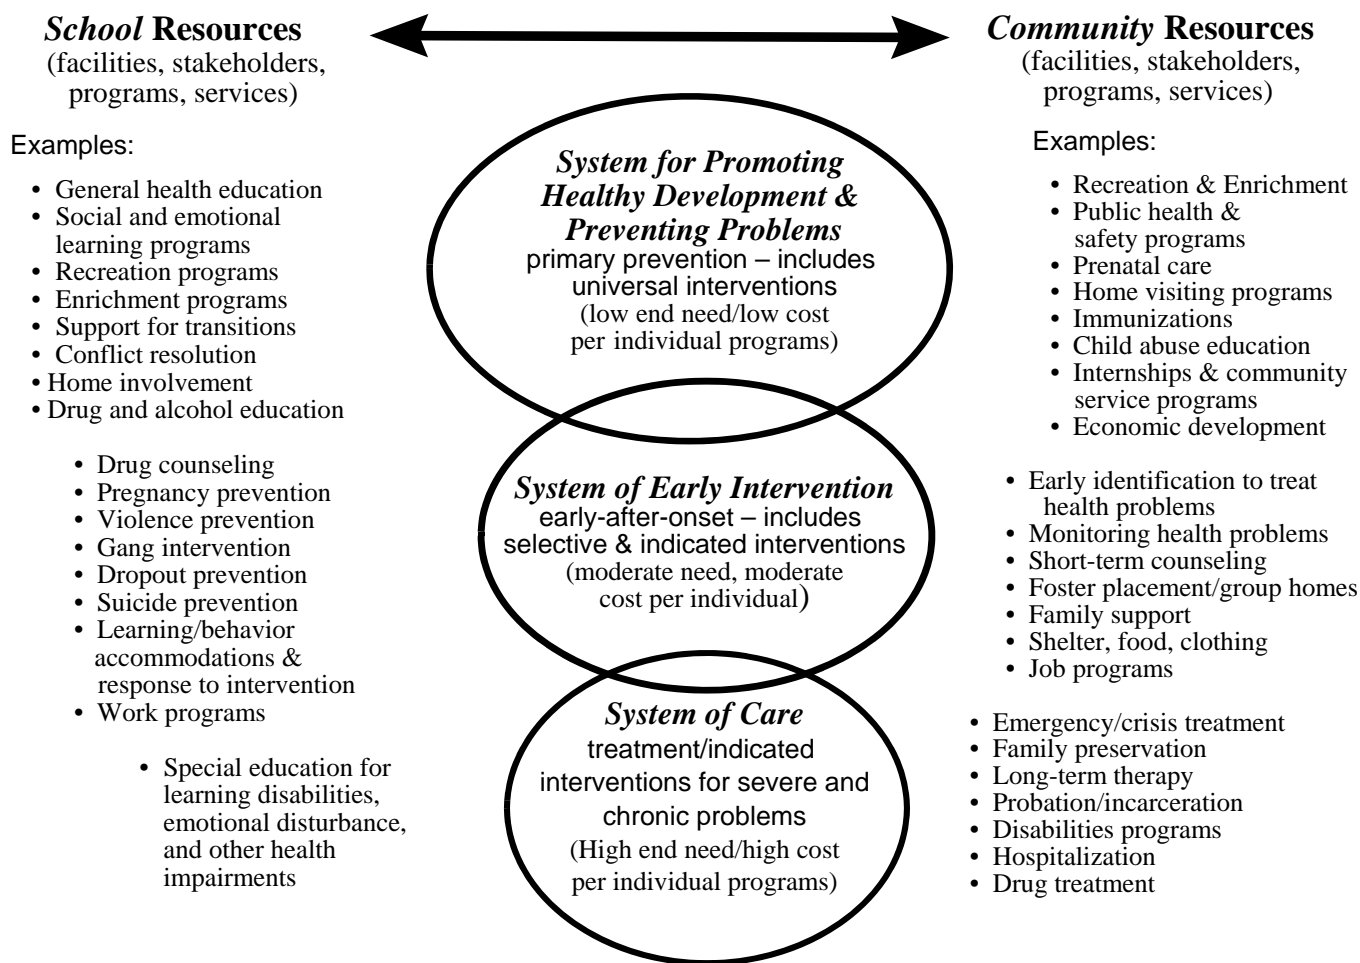 School Resources
(facilities, stakeholders,
programs, services)
Examples:
• General health education
• Social and emotional
learning programs
• Recreation programs
• Enrichment programs
• Support for transitions
• Conflict resolution
• Home involvement
• Drug and alcohol education
• Drug counseling
• Pregnancy prevention
• Violence prevention
• Gang intervention
• Dropout prevention
• Suicide prevention
• Learning/behavior
accommodations &
response to intervention
• Work programs
• Special education for
learning disabilities,
emotional disturbance,
and other health
impairments
System for Promoting
Healthy Development &
Preventing Problems
primary prevention – includes
universal interventions
(low end need/low cost
per individual programs)
System of Early Intervention
early-after-onset – includes
selective & indicated interventions
(moderate need, moderate
cost per individual)
System of Care
treatment/indicated
interventions for severe and
chronic problems
(High end need/high cost
per individual programs)
Community Resources
(facilities, stakeholders,
programs, services)
Examples:
• Recreation & Enrichment
• Public health &
safety programs
• Prenatal care
• Home visiting programs
• Immunizations
• Child abuse education
• Internships & community
service programs
• Economic development
• Early identification to treat
health problems
• Monitoring health problems
• Short-term counseling
• Foster placement/group homes
• Family support
• Shelter, food, clothing
• Job programs
• Emergency/crisis treatment
• Family preservation
• Long-term therapy
• Probation/incarceration
• Disabilities programs
• Hospitalization
• Drug treatment